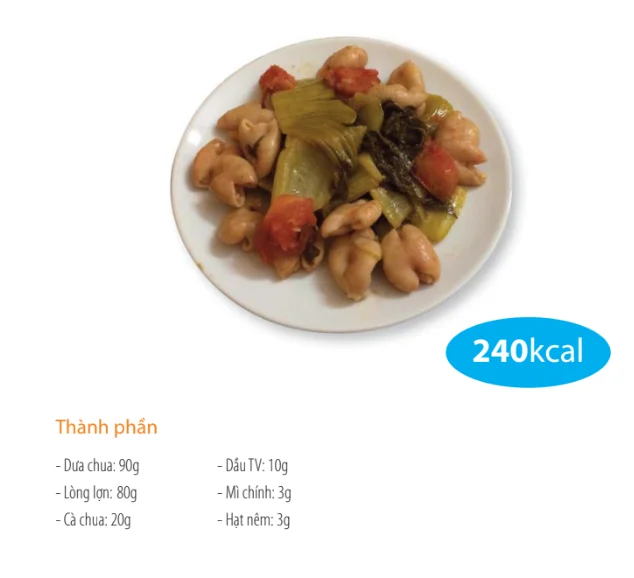 240kcal
Thành phần
- Dưa chua: 90g
- Lòng lợn: 80g
- Cà chua: 20g
- Dầu TV: 10g
- Mì chính: 3g
- Hạt nêm: 3g